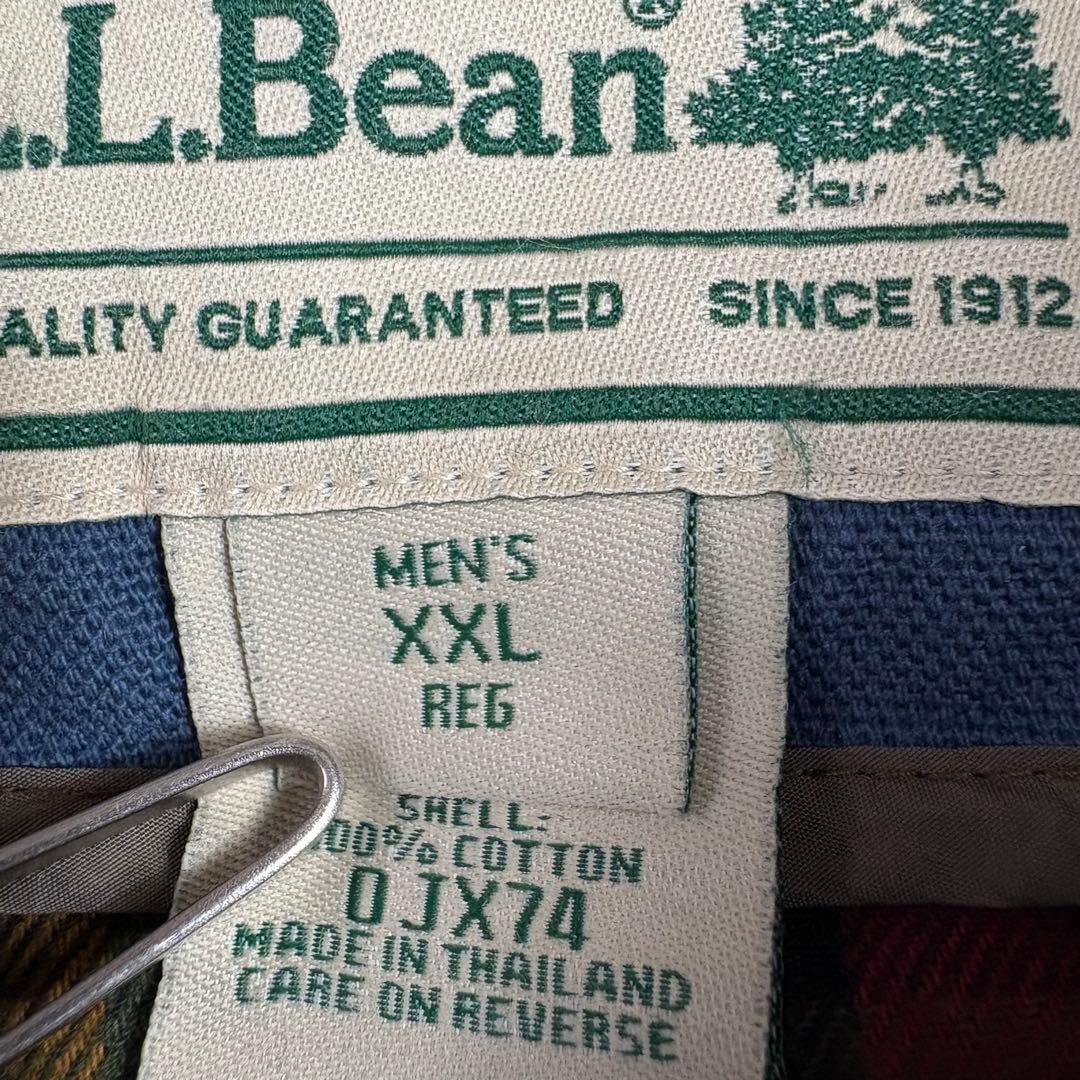 .L.Bean®
ALITY GUARANTEED SINCE 1912
MEN'S
XXL
REG
SHELL:
00% COTTON
0JX74
MADE IN THAILAND
CARE ON REVERSE